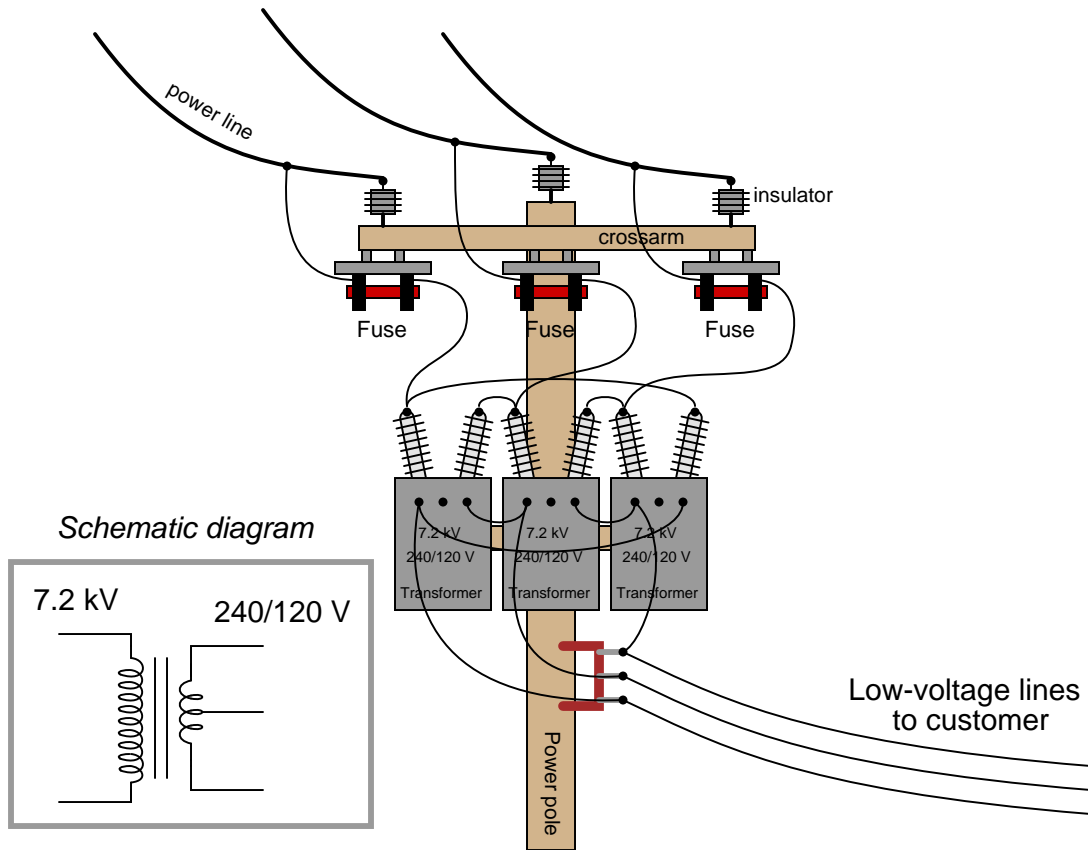 power line
insulator
crossarm
Fuse
Fuse
Fuse
7.2 kV
240/120 V
Transformer
7.2 kV
240/120 V
Transformer
7.2 kV
240/120 V
Transformer
Schematic diagram
7.2 kV
240/120 V
Low-voltage lines
to customer
Power pole